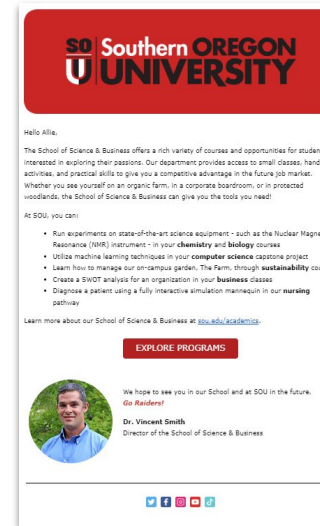 SO
U
Southern OREGON
UNIVERSITY
Hello Allie,
The School of Science & Business offers a rich variety of courses and opportunities for
interested in exploring their passions. Our department provides access to small classes,
activities, and practical skills to give you a competitive advantage in the future job market.
Whether you see yourself on an organic farm, in a corporate boardroom, or in protected
woodlands, the School of Science & Business can give you the tools you need!
At SOU, you can:
• Run experiments on state-of-the-art science equipment - such as the Nuclear
Resonance (NMR) instrument - in your chemistry and biology courses
• Utilize machine learning techniques in your computer science capstone project
• Learn how to manage our on-campus garden, The Farm, through sustainability
• Create a SWOT analysis for an organization in your business classes
• Diagnose a patient using a fully interactive simulation mannequin in our nursing
pathway
Learn more about our School of Science & Business at sou.edu/academics.
EXPLORE PROGRAMS
We hope to see you in our School and at SOU in the future.
Go Raiders!
Dr. Vincent Smith
Director of the School of Science & Business